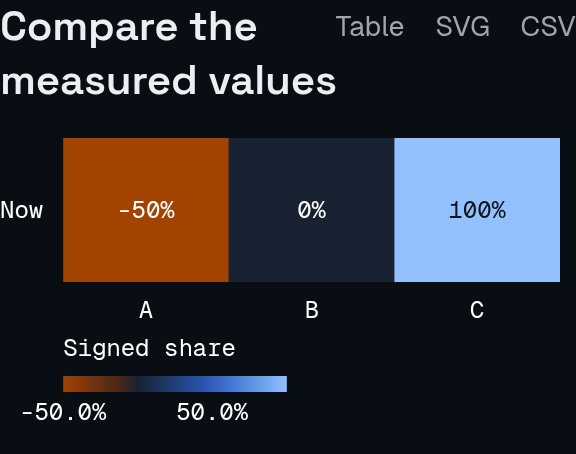 Compare the
measured values
Table SVG CSV
Now
-50% 0% 100%
A B C
Signed share
-50.0% 50.0%